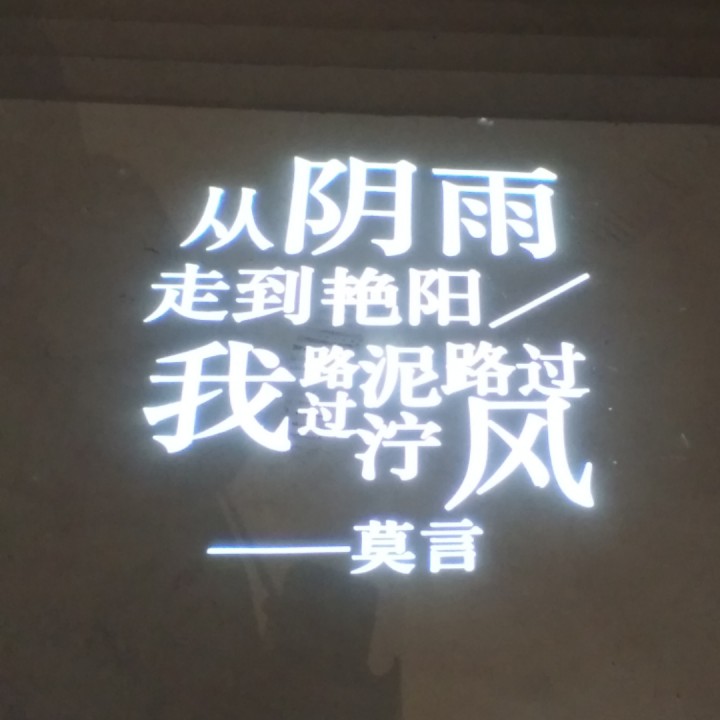 从阴雨
走到艳阳／
我路过泥泞路过风
——莫言